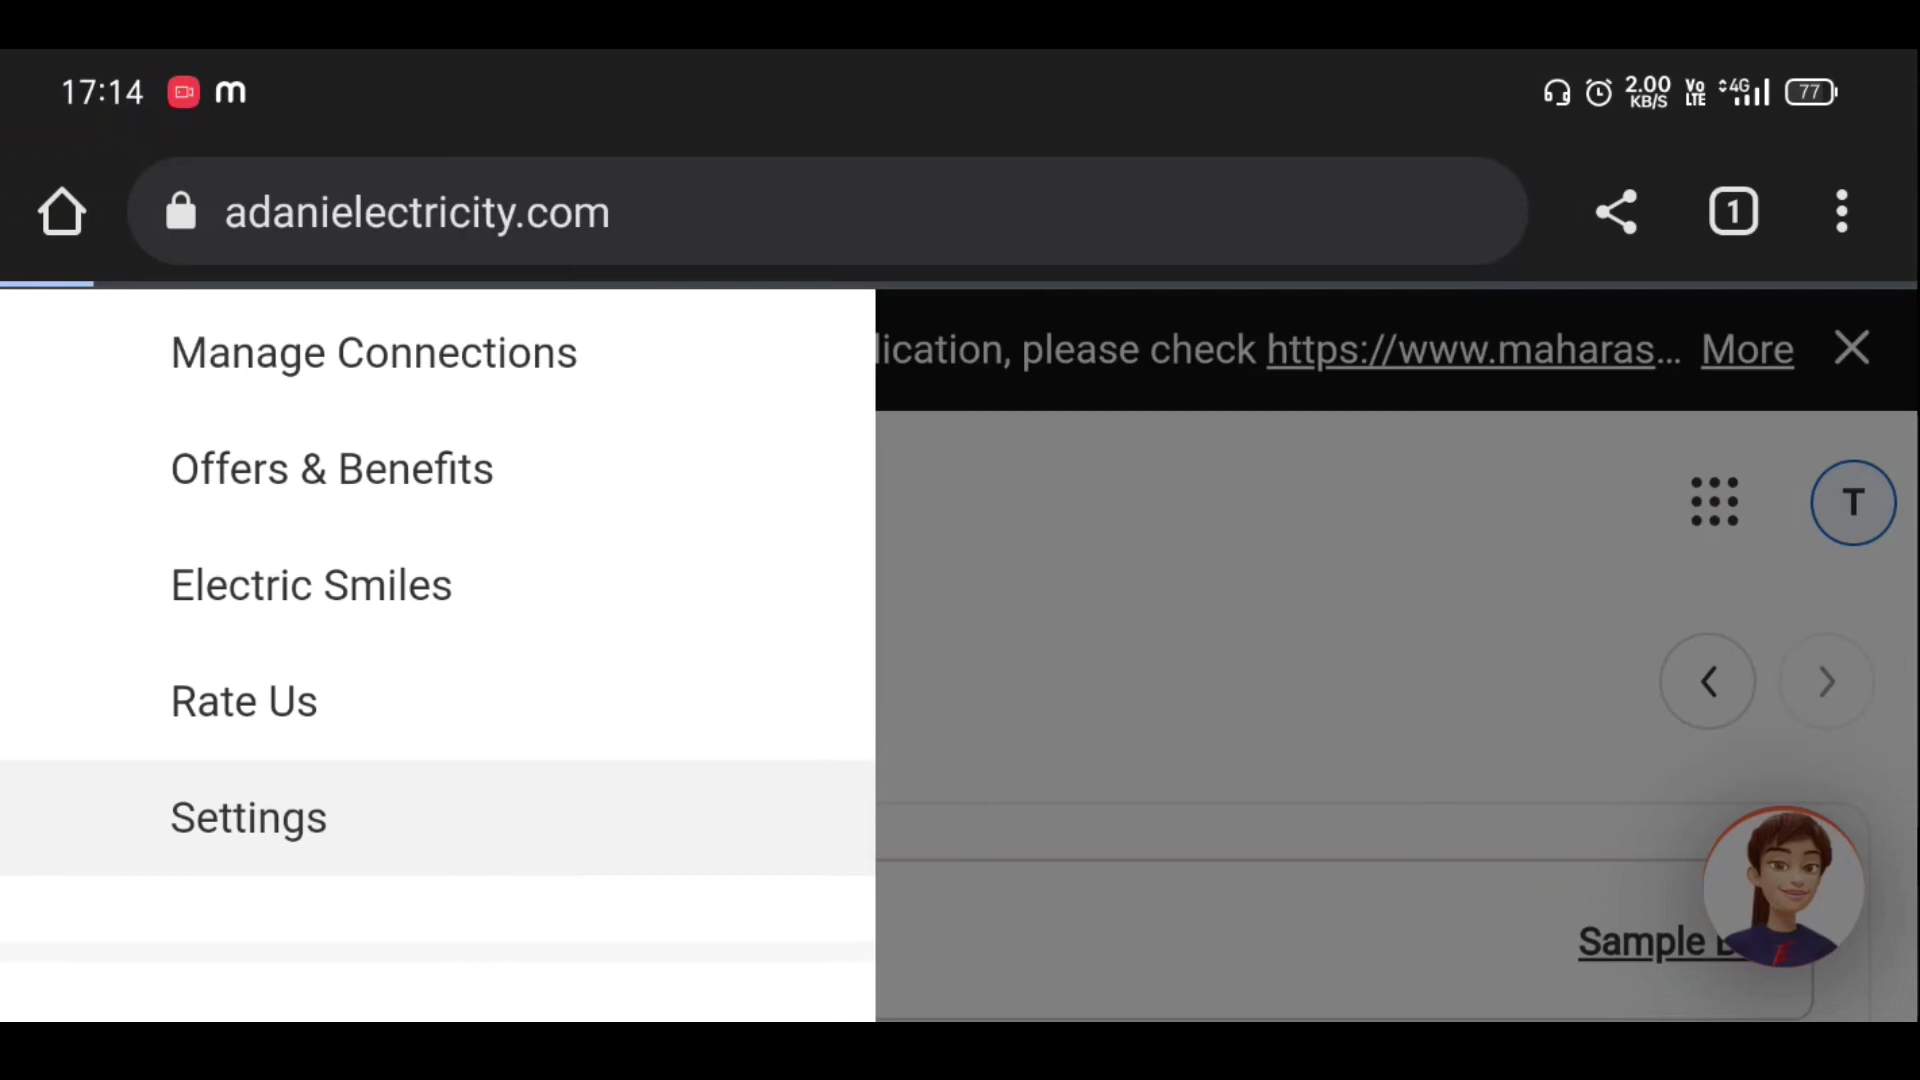 17:14 m 2.00 KB/S Vo LTE 4G 77
adanielectricity.com 1
lication, please check https://www.maharas... More
Manage Connections
Offers & Benefits
T
Electric Smiles
Rate Us
Settings
Sample